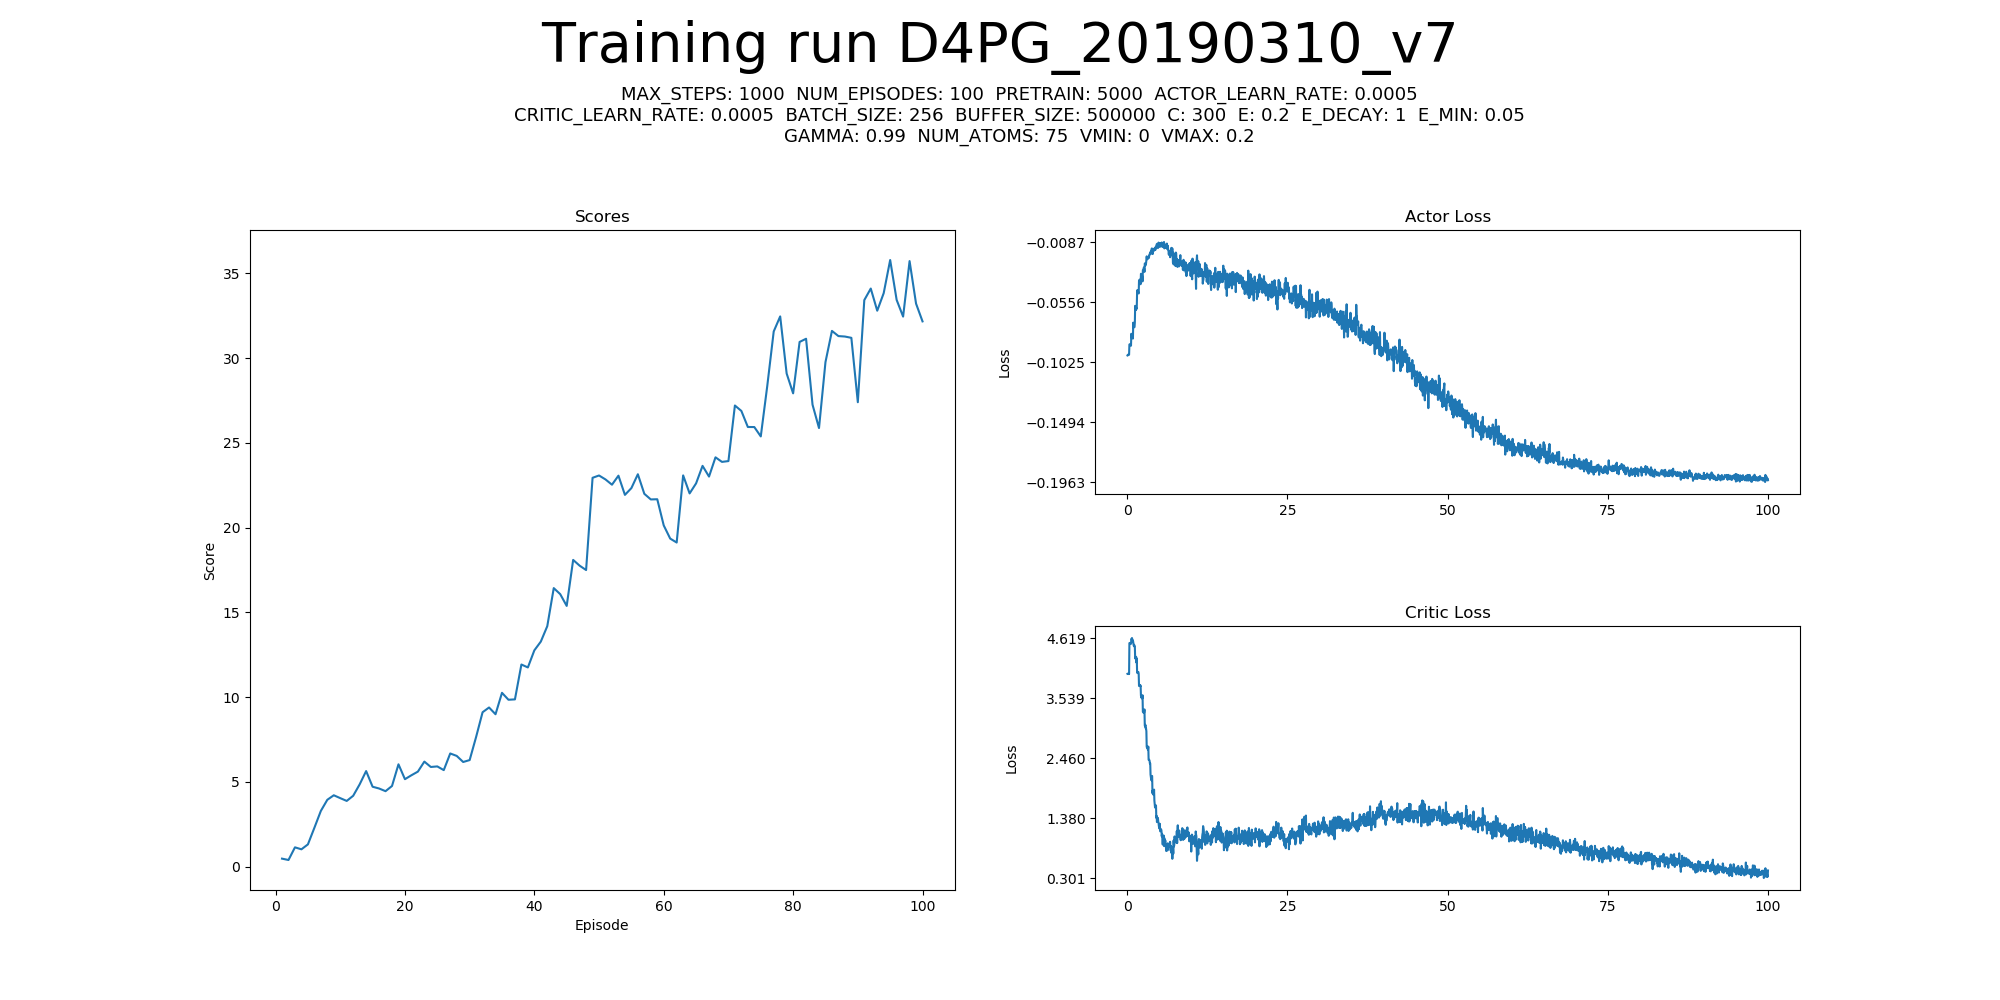 Training run D4PG_20190310_v7
MAX_STEPS: 1000  NUM_EPISODES: 100  PRETRAIN: 5000  ACTOR_LEARN_RATE: 0.0005
CRITIC_LEARN_RATE: 0.0005  BATCH_SIZE: 256  BUFFER_SIZE: 500000  C: 300  E: 0.2  E_DECAY: 1  E_MIN: 0.05
GAMMA: 0.99  NUM_ATOMS: 75  VMIN: 0  VMAX: 0.2
Scores
35
30
25
20
15
10
5
0
Score
0 20 40 60 80 100
Episode
Actor Loss
−0.0087
−0.0556
−0.1025
−0.1494
−0.1963
Loss
0 25 50 75 100
Critic Loss
4.619
3.539
2.460
1.380
0.301
Loss
0 25 50 75 100